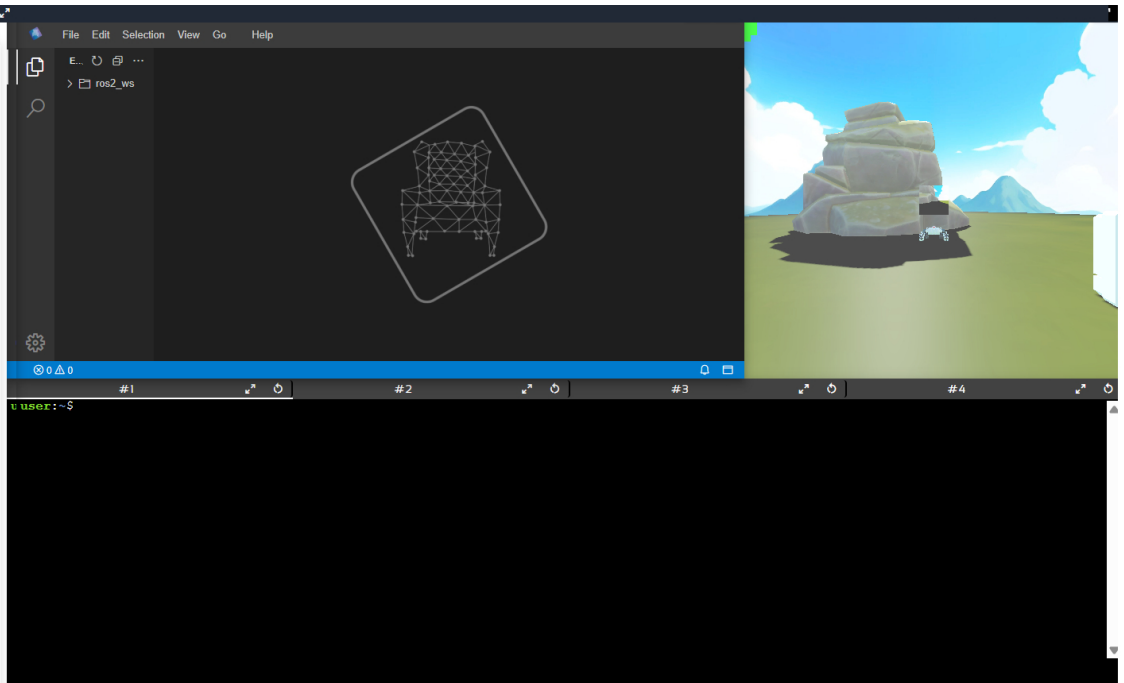 File Edit Selection View Go Help
E...
ros2_ws
0 0
#1 #2 #3 #4
user:~$